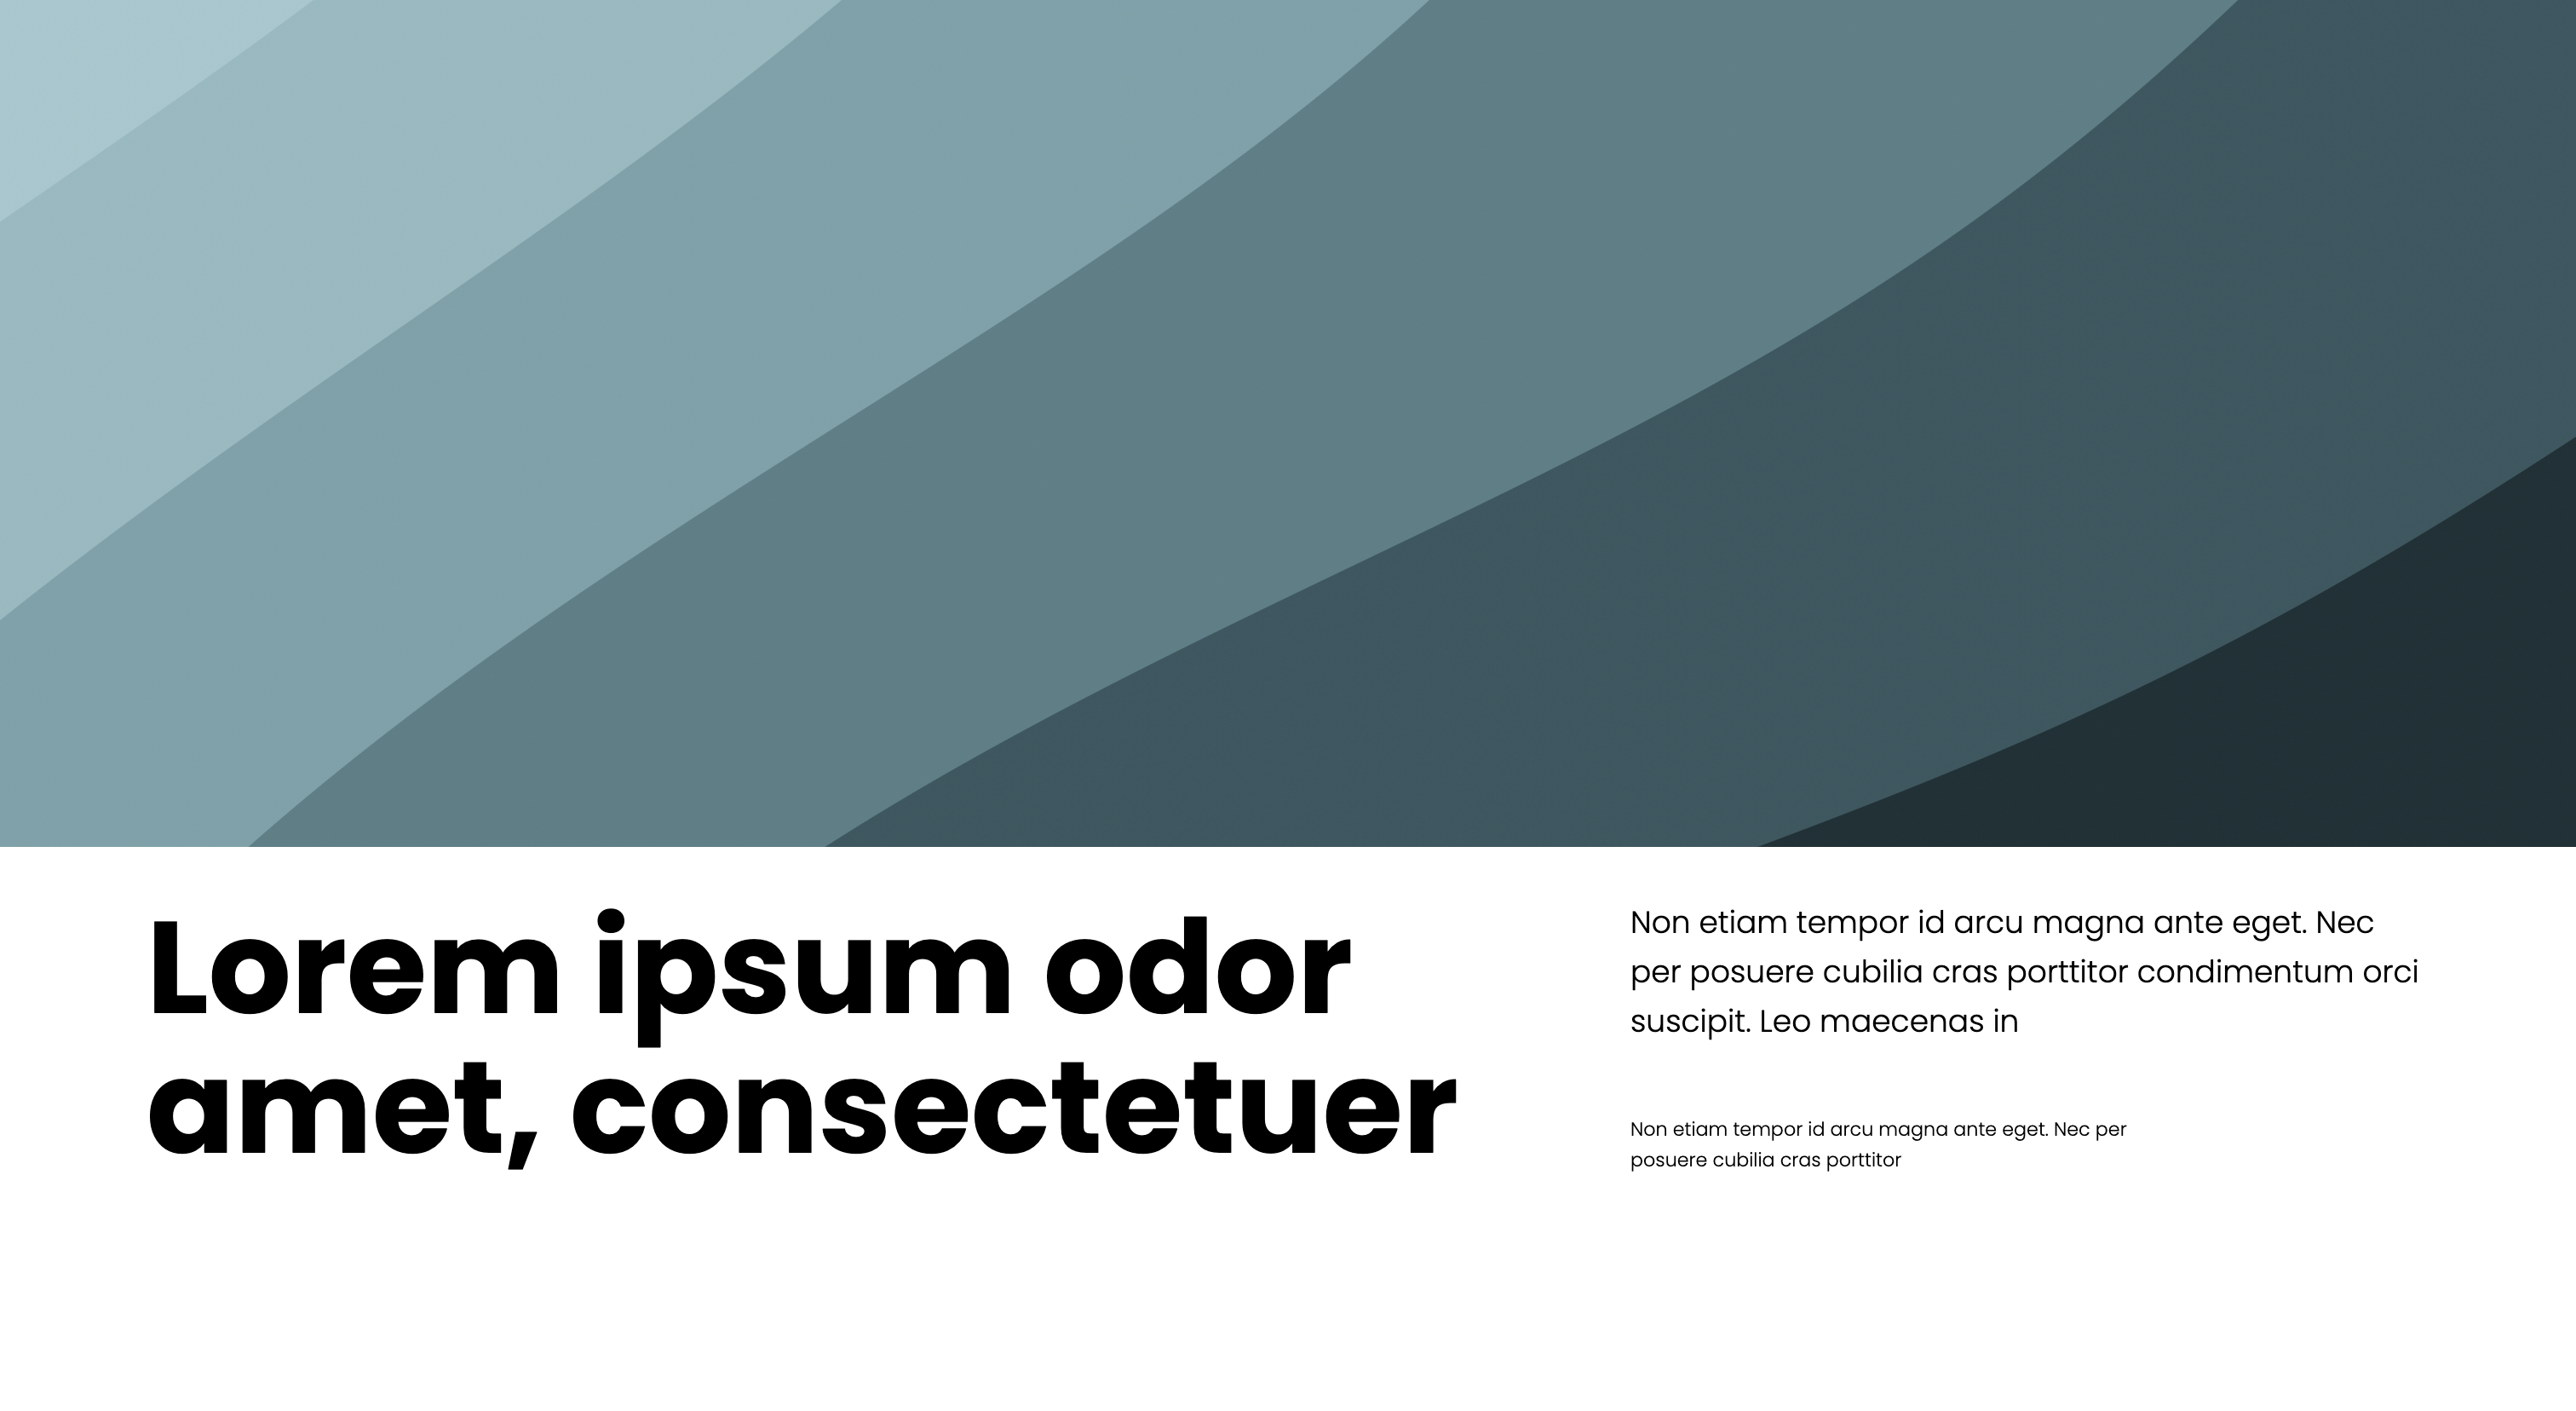 Lorem ipsum odor
amet, consectetuer
Non etiam tempor id arcu magna ante eget. Nec
per posuere cubilia cras porttitor condimentum orci
suscipit. Leo maecenas in
Non etiam tempor id arcu magna ante eget. Nec per
posuere cubilia cras porttitor